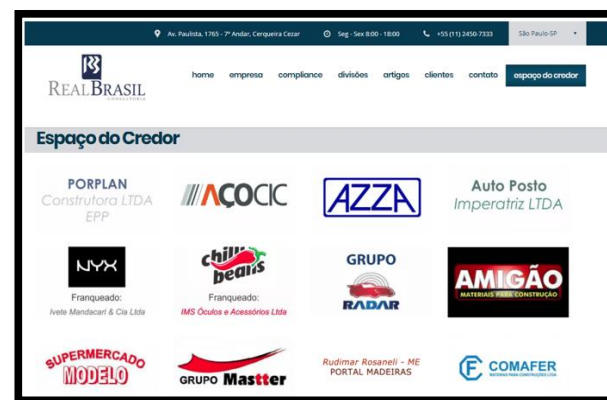 Av. Paulista, 1765 - 7º Andar, Cerqueira Cezar
Seg - Sex 8:00 - 18:00
+55 (11) 2450-7333
São Paulo-SP
REALBRASIL
CONSULTORIA
home empresa compliance divisões artigos clientes contato espaço do credor
Espaço do Credor
PORPLAN
Construtora LTDA
EPP
AÇOCIC
AZZA
Auto Posto
Imperatriz LTDA
NYX
Franqueado:
Ivete Mandacari & Cia Ltda
chilli
beans
Franqueado:
IMS Óculos e Acessórios Ltda
GRUPO
RADAR
AMIGÃO
MATERIAIS PARA CONSTRUÇÃO
SUPERMERCADO
MODELO
GRUPO Mastter
Rudimar Rosaneli - ME
PORTAL MADEIRAS
COMAFER